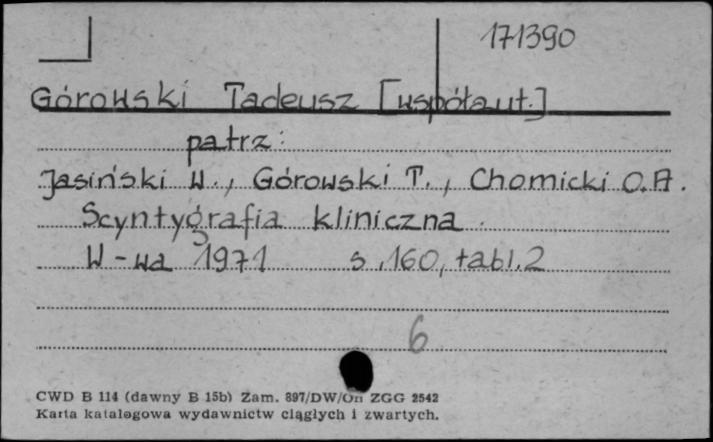 171390
Górowski Tadeusz [współaut.]
patrz:
Jasiński W., Górowski T., Chomicki O.A.
Scyntygrafia kliniczna.
W-wa 1971 s.160, tabl.2
6
CWD B 114 (dawny B 15b) Zam. 897/DW/On ZGG 2542
Karta katalogowa wydawnictw ciągłych i zwartych.